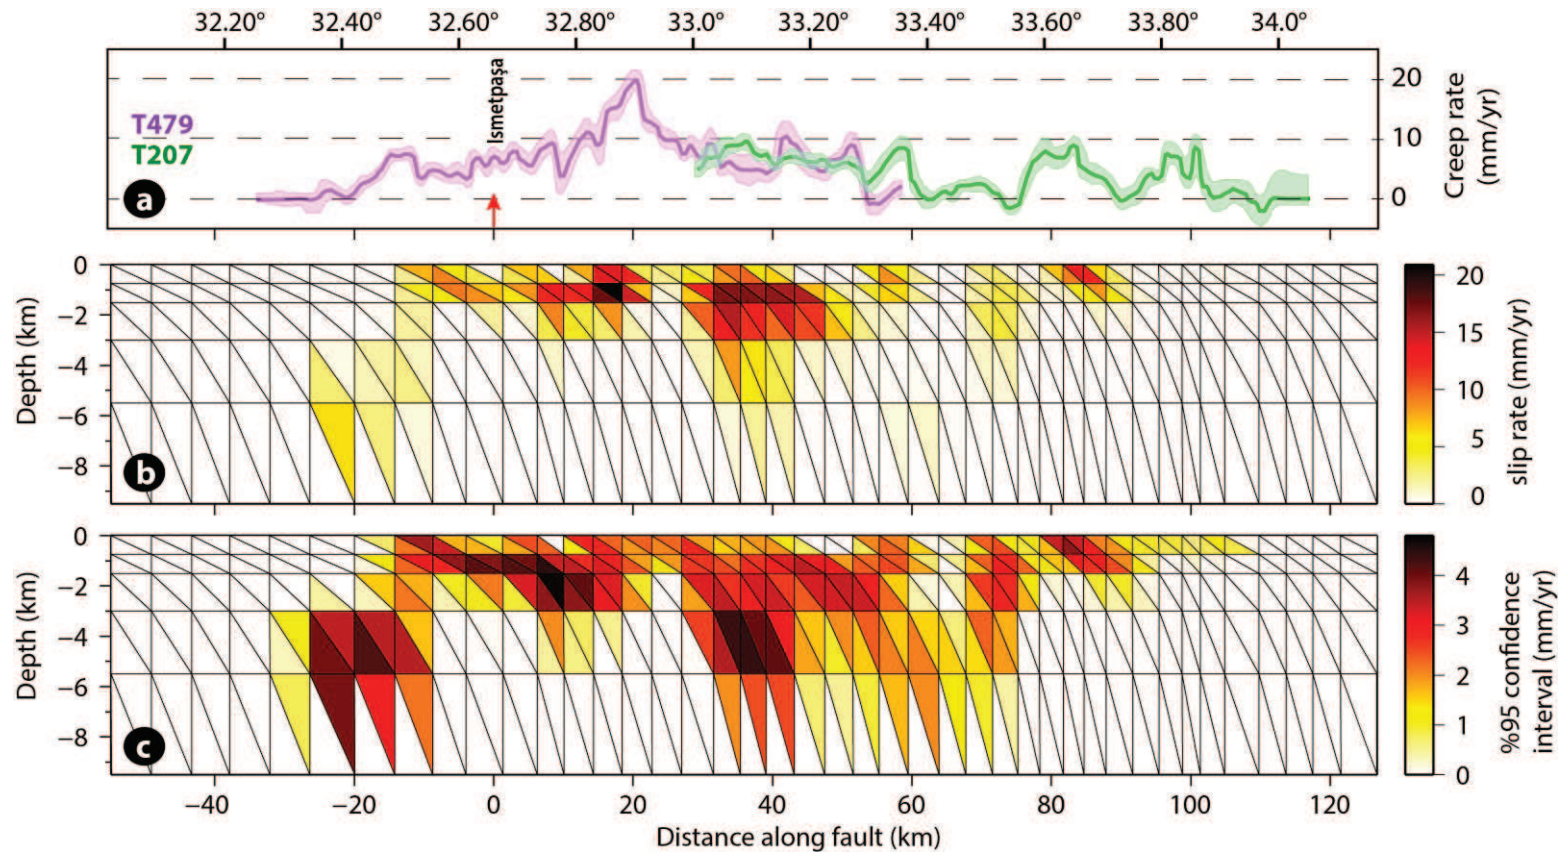 32.20° 32.40° 32.60° 32.80° 33.0° 33.20° 33.40° 33.60° 33.80° 34.0°
Ismetpaşa
T479
T207
a
20
10
0
Creep rate
(mm/yr)
0
−2
−4
−6
−8
Depth (km)
b
20
15
10
5
0
slip rate (mm/yr)
0
−2
−4
−6
−8
Depth (km)
c
4
3
2
1
0
%95 confidence
interval (mm/yr)
−40 −20 0 20 40 60 80 100 120
Distance along fault (km)